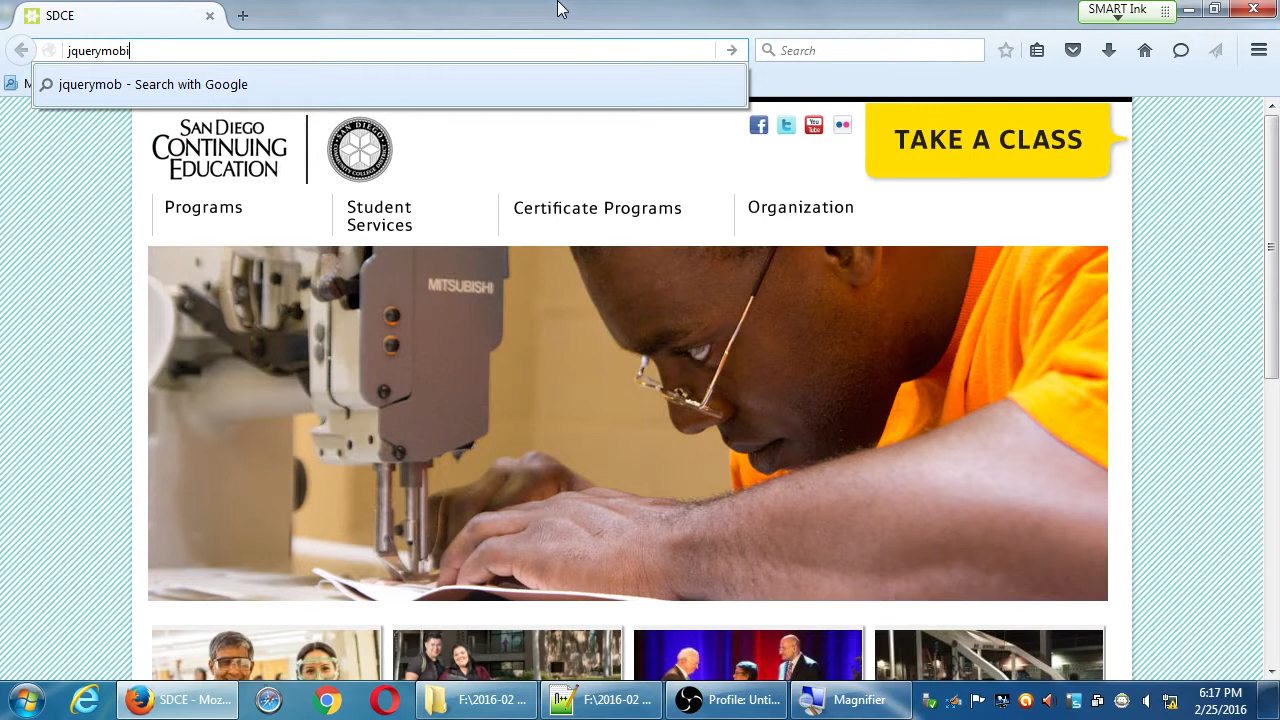 SDCE
SMART Ink
jquerymobi
Search
jquerymob - Search with Google
SAN DIEGO
CONTINUING
EDUCATION
TAKE A CLASS
Programs
Student
Services
Certificate Programs
Organization
MITSUBISHI
SDCE - Moz...
F:\2016-02 ...
F:\2016-02 ...
Profile: Unti...
Magnifier
6:17 PM
2/25/2016